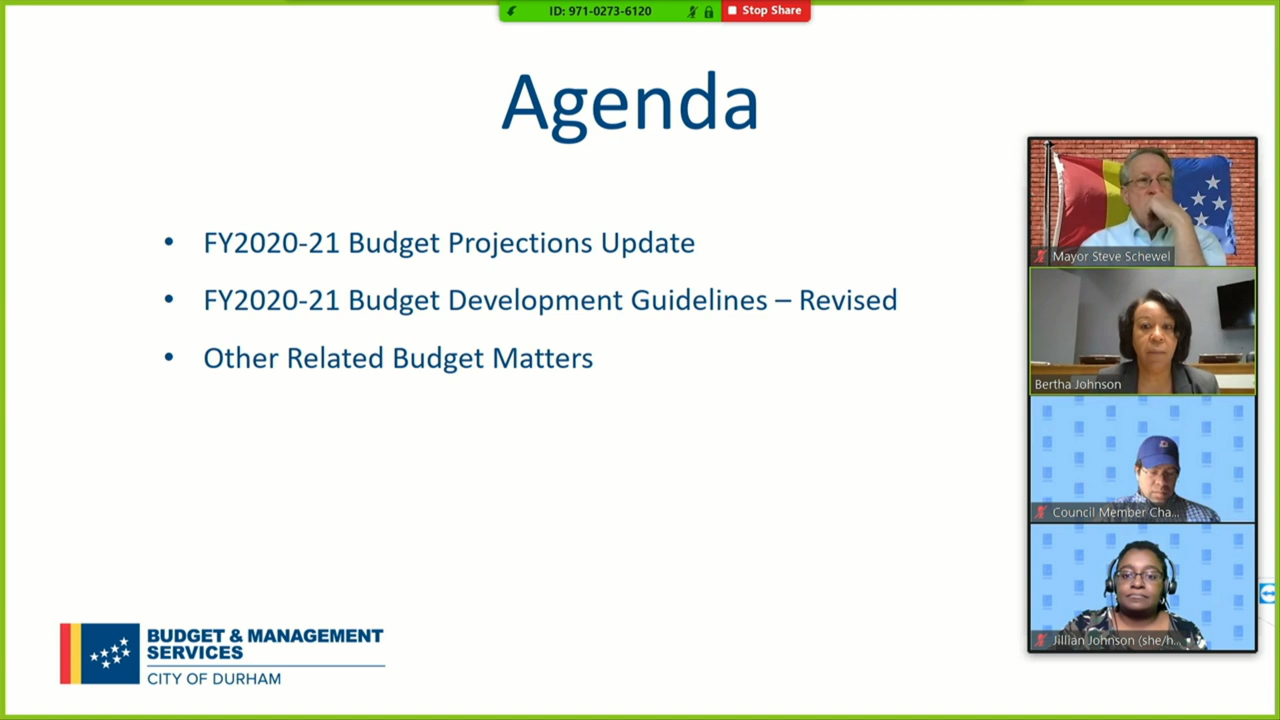 ID: 971-0273-6120
Stop Share
Agenda
• FY2020-21 Budget Projections Update
• FY2020-21 Budget Development Guidelines – Revised
• Other Related Budget Matters
Mayor Steve Schewel
Bertha Johnson
Council Member Cha...
Jillian Johnson (she/h...
BUDGET & MANAGEMENT
SERVICES
CITY OF DURHAM